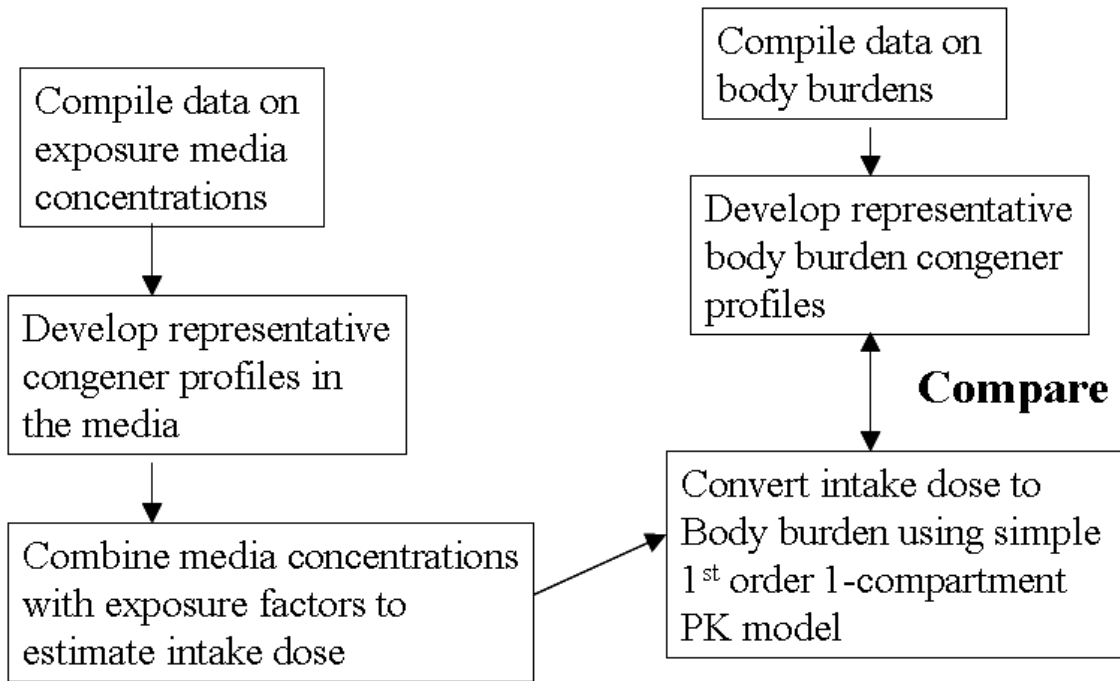 Compile data on
exposure media
concentrations
Develop representative
congener profiles in
the media
Combine media concentrations
with exposure factors to
estimate intake dose
Compile data on
body burdens
Develop representative
body burden congener
profiles
Compare
Convert intake dose to
Body burden using simple
1st order 1-compartment
PK model